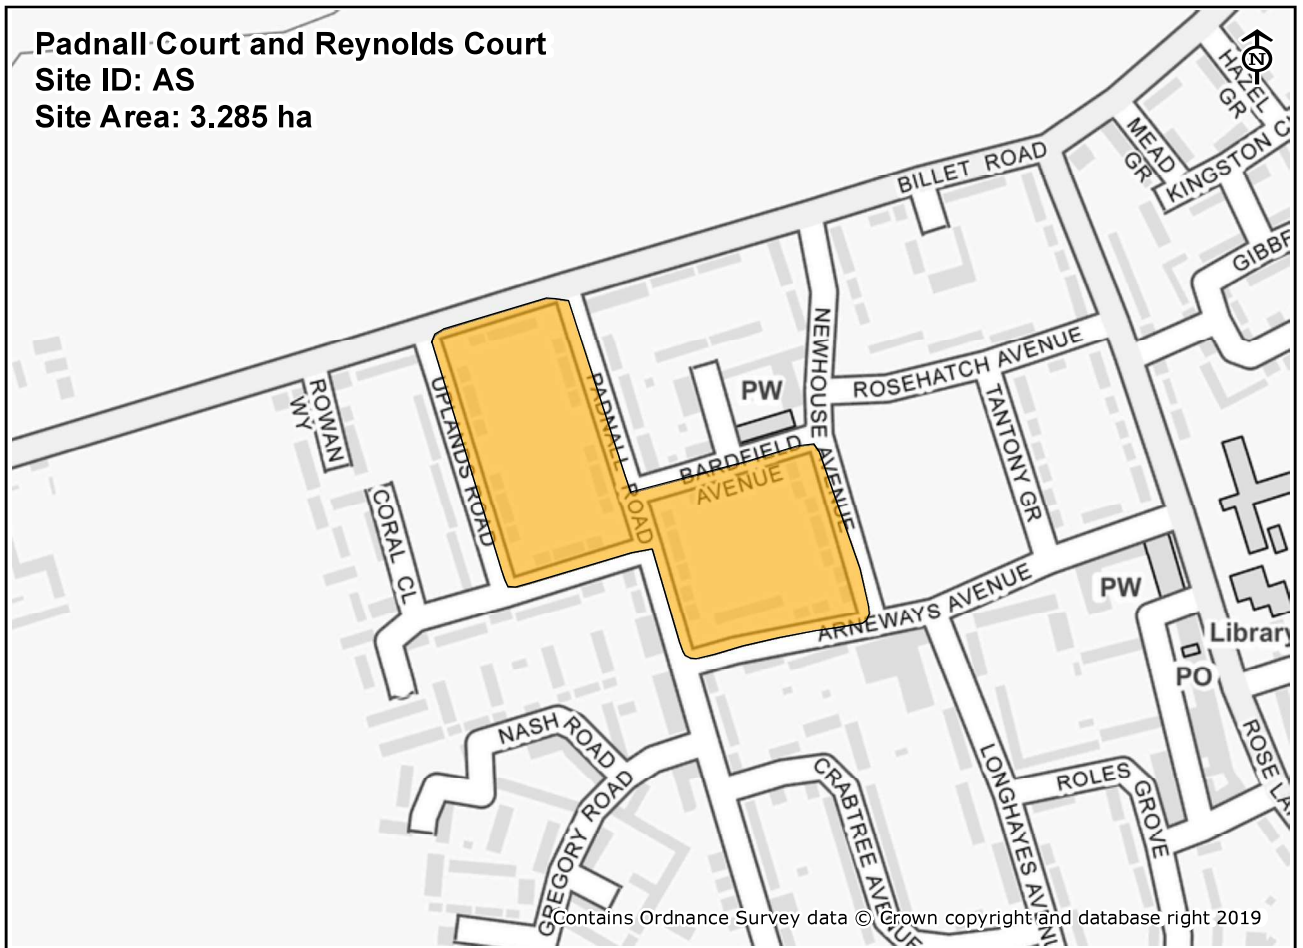 Padnall Court and Reynolds Court
Site ID: AS
Site Area: 3.285 ha
N
HAZEL
GR
MEAD
GR
KINGSTON C
GIBBF
BILLET ROAD
NEWHOUSE AVENUE
ROSEHATCH AVENUE
TANTONY GR
PW
BARDFIELD
AVENUE
PADNALL ROAD
UPLANDS ROAD
ROWAN
WY
CORAL CL
ARNEWAYS AVENUE
PW
Library
PO
NASH ROAD
GREGORY ROAD
CRABTREE AVENUE
LONGHAYES AVEN
ROLES
GROVE
ROSE LA
Contains Ordnance Survey data © Crown copyright and database right 2019